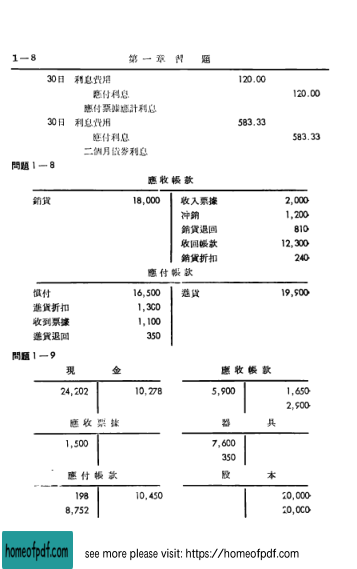 1－8 第一章 習題
30日 利息費用 120.00
應付利息 120.00
應付票據應計利息
30日 利息費用 583.33
應付利息 583.33
二個月債券利息
問題1－8
應收帳款
銷貨 18,000 收入票據 2,000
沖銷 1,200
銷貨退回 810
收回帳款 12,300
銷貨折扣 240
應付帳款
償付 16,500 進貨 19,900
進貨折扣 1,300
收到票據 1,100
進貨退回 350
問題1－9
現金 應收帳款
24,202 10,278 5,900 1,650
2,900
應收票據 器具
1,500 7,600
350
應付帳款 股本
198 10,450 20,000
8,752 20,000
homeofpdf.com see more please visit: https://homeofpdf.com